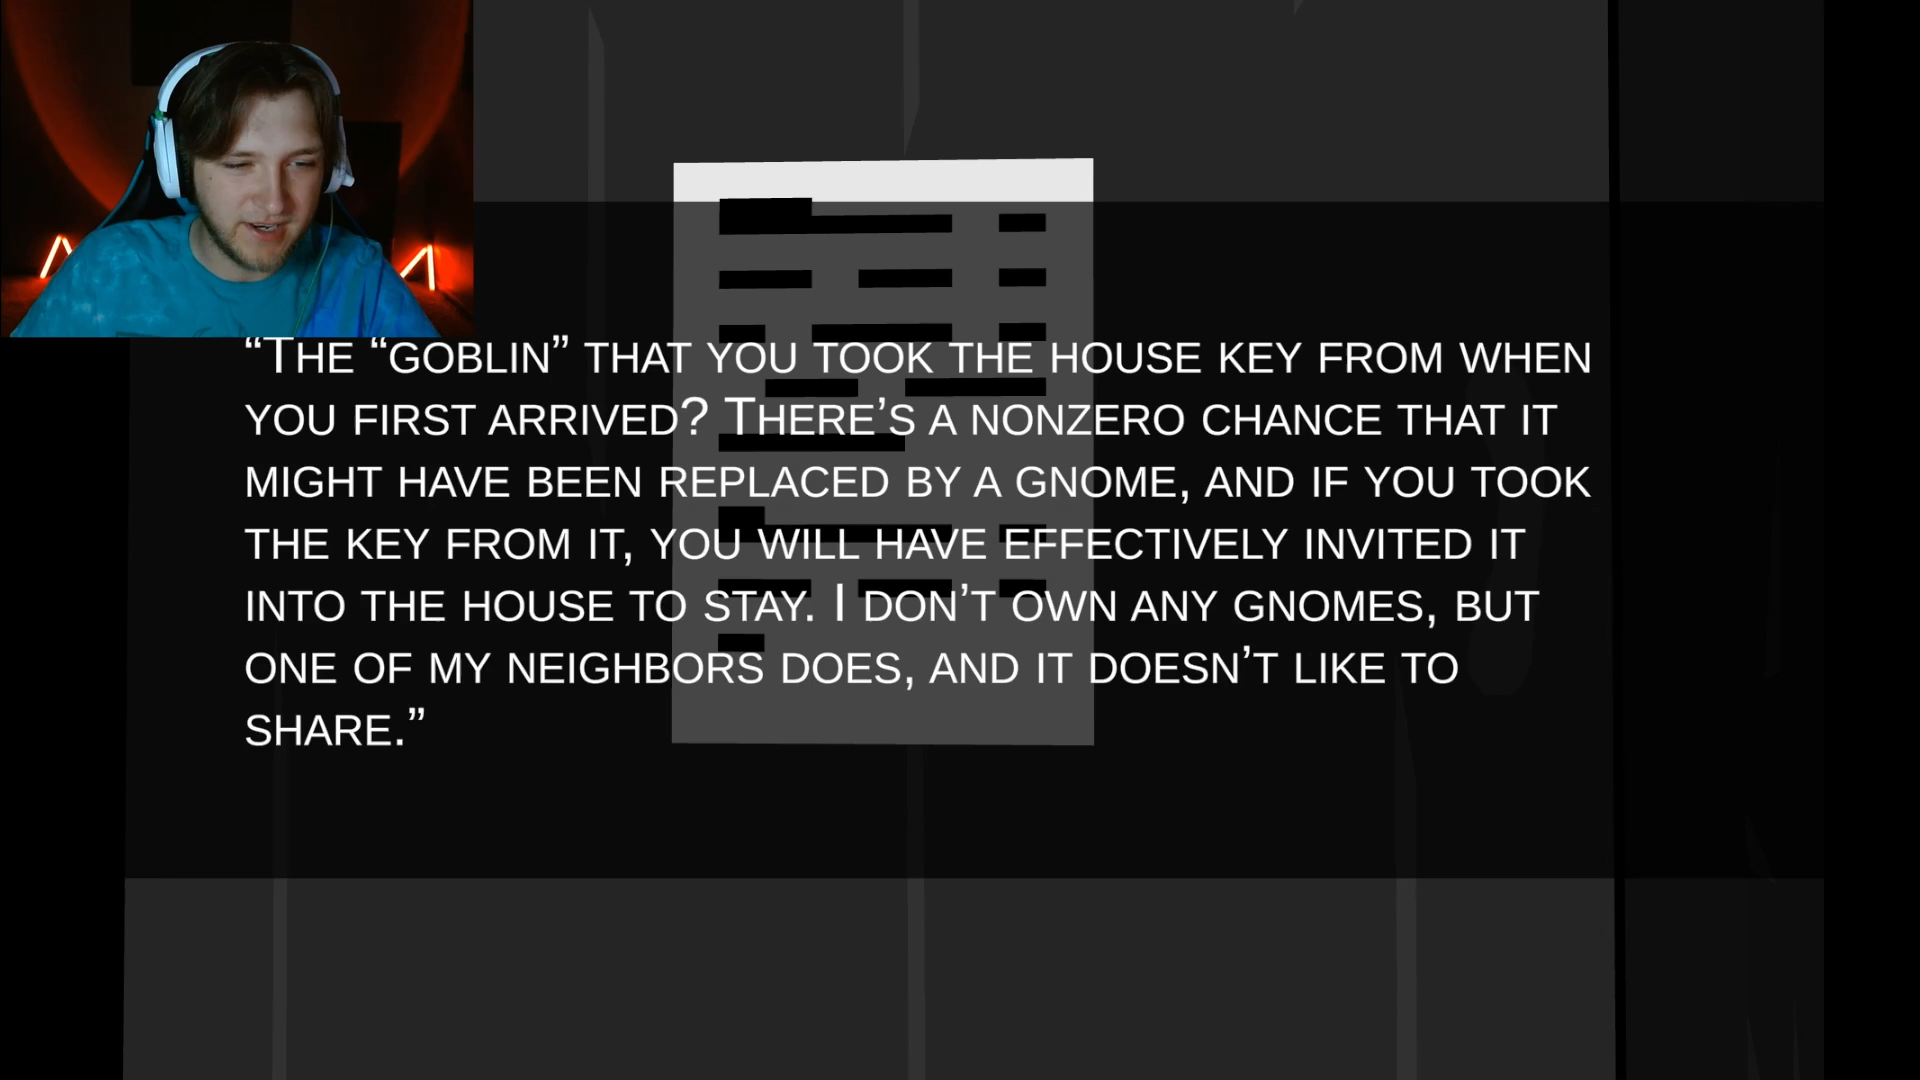 “The “goblin” that you took the house key from when
you first arrived? There’s a nonzero chance that it
might have been replaced by a gnome, and if you took
the key from it, you will have effectively invited it
into the house to stay. I don’t own any gnomes, but
one of my neighbors does, and it doesn’t like to
share.”